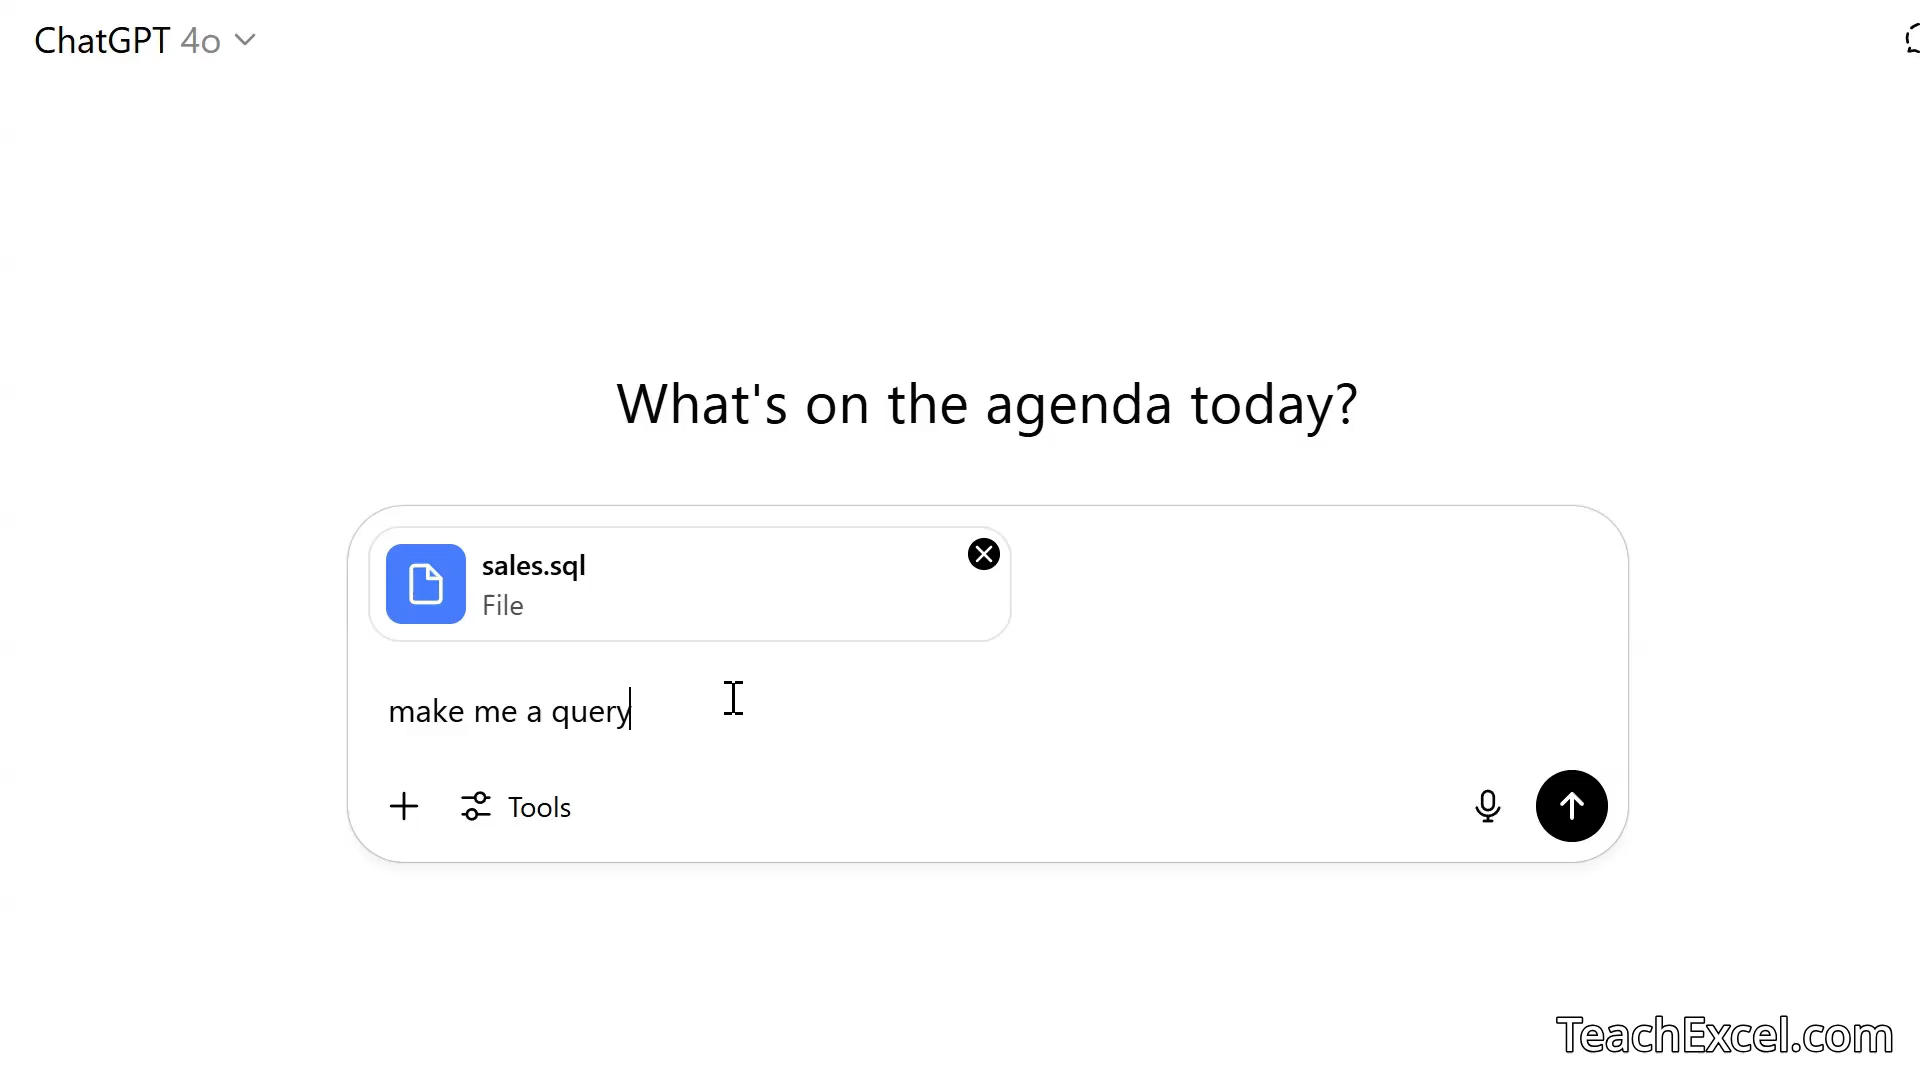 ChatGPT 4o
What's on the agenda today?
sales.sql
File
make me a query
Tools
TeachExcel.com